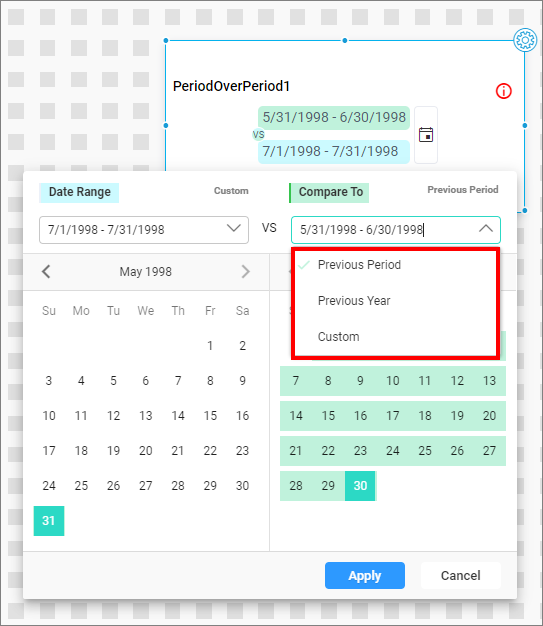 PeriodOverPeriod1
5/31/1998 - 6/30/1998
VS
7/1/1998 - 7/31/1998
Date Range Custom Compare To Previous Period
7/1/1998 - 7/31/1998 VS 5/31/1998 - 6/30/1998
May 1998
Previous Period
Previous Year
Custom
Su Mo Tu We Th Fr Sa
1 2
3 4 5 6 7 8 9 7 8 9 10 11 12 13
10 11 12 13 14 15 16 14 15 16 17 18 19 20
17 18 19 20 21 22 23 21 22 23 24 25 26 27
24 25 26 27 28 29 30 28 29 30
31
Apply Cancel